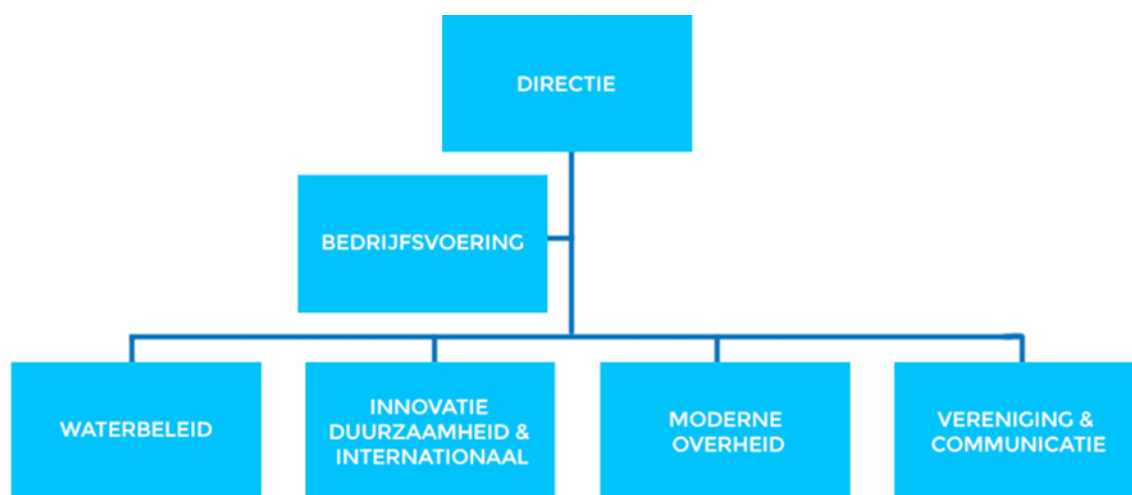 DIRECTIE
BEDRIJFSVOERING
WATERBELEID
INNOVATIE
DUURZAAMHEID &
INTERNATIONAAL
MODERNE
OVERHEID
VERENIGING &
COMMUNICATIE